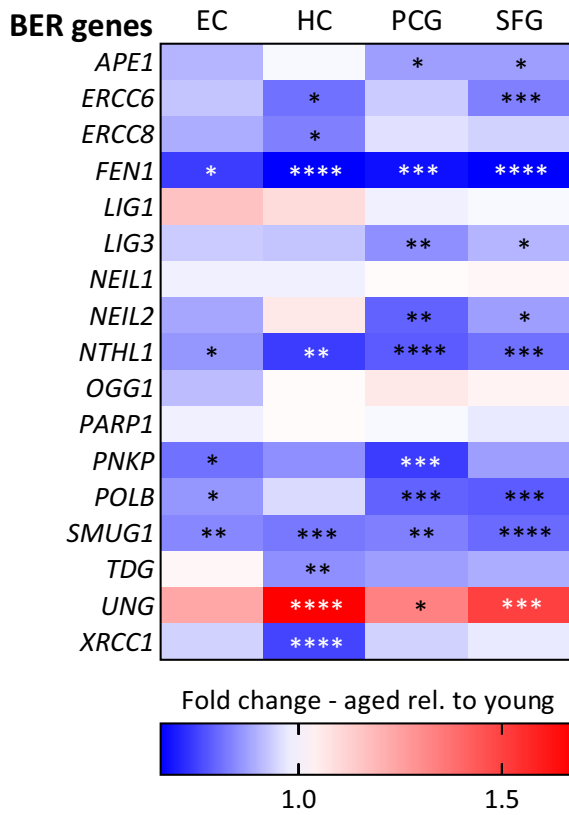 BER genes EC HC PCG SFG
APE1 * *
ERCC6 * ***
ERCC8 *
FEN1 * **** *** ****
LIG1
LIG3 ** *
NEIL1
NEIL2 ** *
NTHL1 * ** **** ***
OGG1
PARP1
PNKP * ***
POLB * *** ***
SMUG1 ** *** ** ****
TDG **
UNG **** * ***
XRCC1 ****
Fold change - aged rel. to young
1.0 1.5